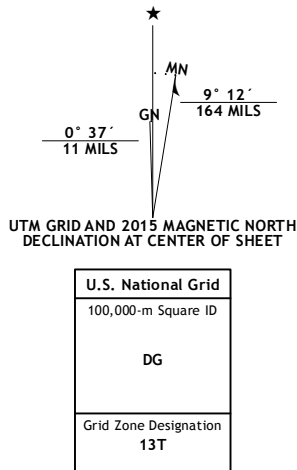 MN
GN
9° 12´
164 MILS
0° 37´
11 MILS
UTM GRID AND 2015 MAGNETIC NORTH
DECLINATION AT CENTER OF SHEET
U.S. National Grid
100,000-m Square ID
DG
Grid Zone Designation
13T